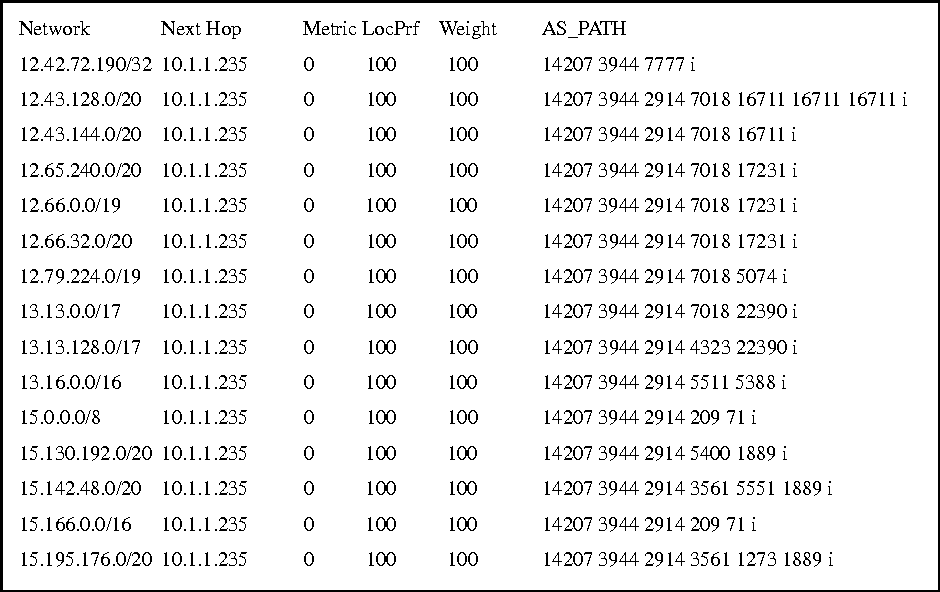 Network Next Hop Metric LocPrf Weight AS_PATH
12.42.72.190/32 10.1.1.235 0 100 100 14207 3944 7777 i
12.43.128.0/20 10.1.1.235 0 100 100 14207 3944 2914 7018 16711 16711 16711 i
12.43.144.0/20 10.1.1.235 0 100 100 14207 3944 2914 7018 16711 i
12.65.240.0/20 10.1.1.235 0 100 100 14207 3944 2914 7018 17231 i
12.66.0.0/19 10.1.1.235 0 100 100 14207 3944 2914 7018 17231 i
12.66.32.0/20 10.1.1.235 0 100 100 14207 3944 2914 7018 17231 i
12.79.224.0/19 10.1.1.235 0 100 100 14207 3944 2914 7018 5074 i
13.13.0.0/17 10.1.1.235 0 100 100 14207 3944 2914 7018 22390 i
13.13.128.0/17 10.1.1.235 0 100 100 14207 3944 2914 4323 22390 i
13.16.0.0/16 10.1.1.235 0 100 100 14207 3944 2914 5511 5388 i
15.0.0.0/8 10.1.1.235 0 100 100 14207 3944 2914 209 71 i
15.130.192.0/20 10.1.1.235 0 100 100 14207 3944 2914 5400 1889 i
15.142.48.0/20 10.1.1.235 0 100 100 14207 3944 2914 3561 5551 1889 i
15.166.0.0/16 10.1.1.235 0 100 100 14207 3944 2914 209 71 i
15.195.176.0/20 10.1.1.235 0 100 100 14207 3944 2914 3561 1273 1889 i